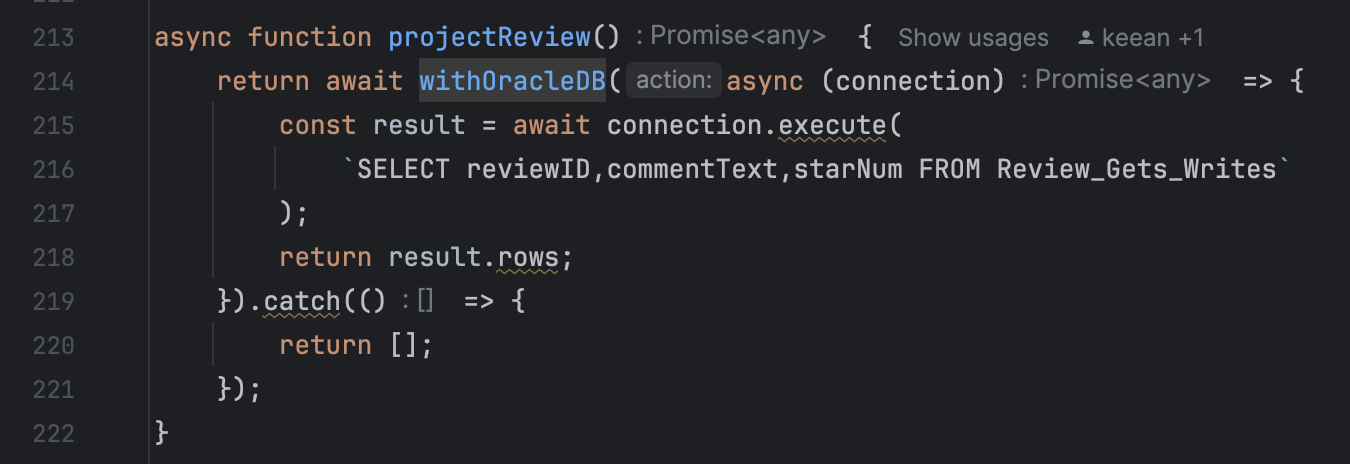 213 async function projectReview() : Promise<any> { Show usages keean +1
214 return await withOracleDB( action: async (connection) : Promise<any> => {
215 const result = await connection.execute(
216 `SELECT reviewID,commentText,starNum FROM Review_Gets_Writes`
217 );
218 return result.rows;
219 }).catch(() : [] => {
220 return [];
221 });
222 }